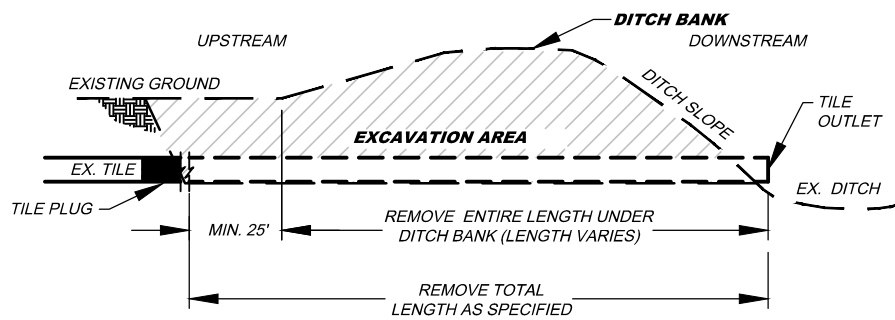 DITCH BANK
UPSTREAM
DOWNSTREAM
EXISTING GROUND
DITCH SLOPE
TILE
OUTLET
EXCAVATION AREA
EX. TILE
EX. DITCH
TILE PLUG
MIN. 25'
REMOVE ENTIRE LENGTH UNDER
DITCH BANK (LENGTH VARIES)
REMOVE TOTAL
LENGTH AS SPECIFIED